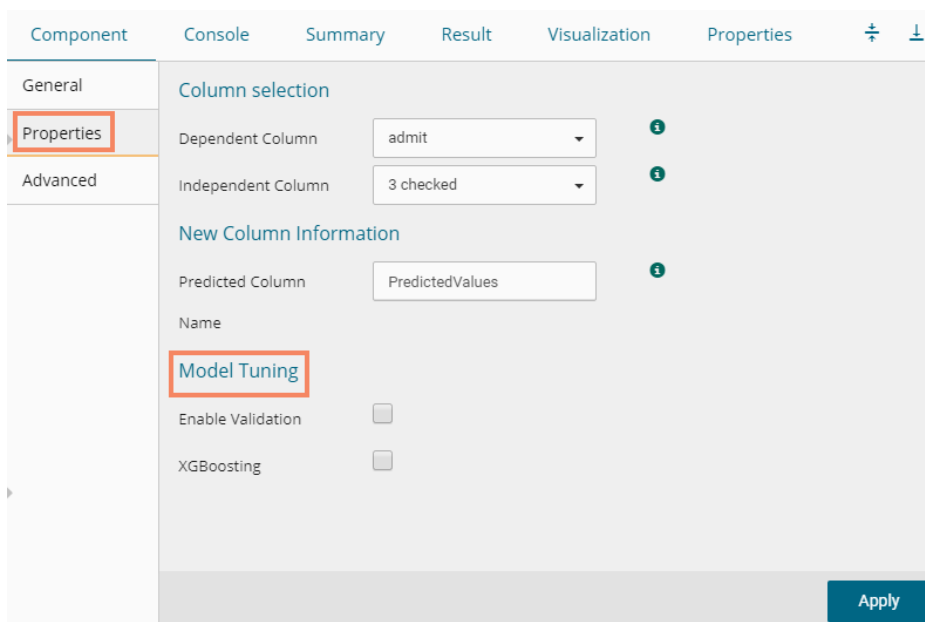 Component Console Summary Result Visualization Properties
General
Properties
Advanced
Column selection
Dependent Column admit
Independent Column 3 checked
New Column Information
Predicted Column PredictedValues
Name
Model Tuning
Enable Validation
XGBoosting
Apply